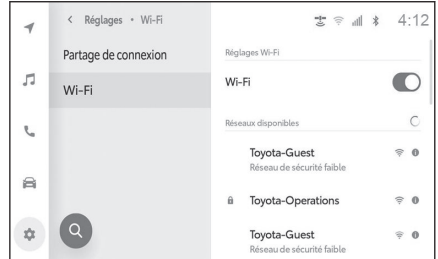 < Réglages • Wi-Fi
4:12
Partage de connexion
Wi-Fi
Réglages Wi-Fi
Wi-Fi
Réseaux disponibles
Toyota-Guest
Réseau de sécurité faible
Toyota-Operations
Toyota-Guest
Réseau de sécurité faible